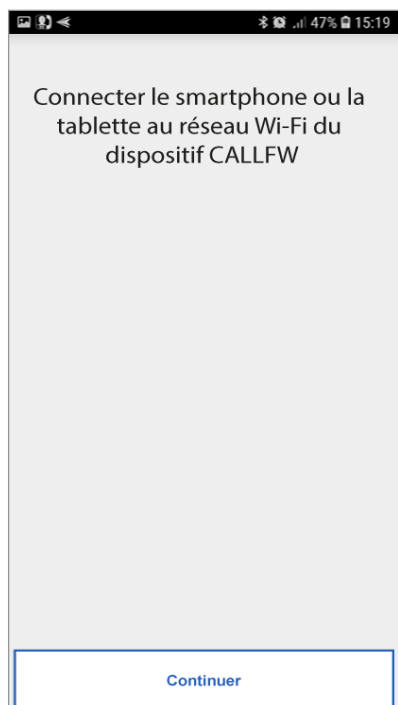 47% 15:19
Connecter le smartphone ou la
tablette au réseau Wi-Fi du
dispositif CALLFW
Continuer